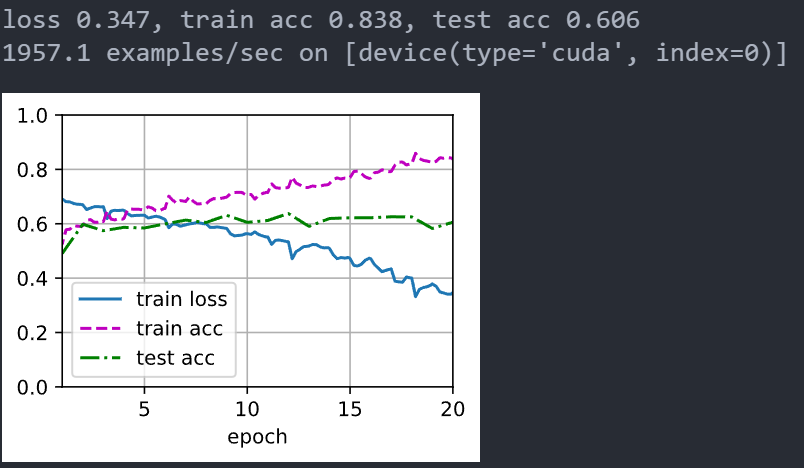 loss 0.347, train acc 0.838, test acc 0.606
1957.1 examples/sec on [device(type='cuda', index=0)]
1.0
0.8
0.6
0.4
0.2
0.0
train loss
train acc
test acc
5 10 15 20
epoch